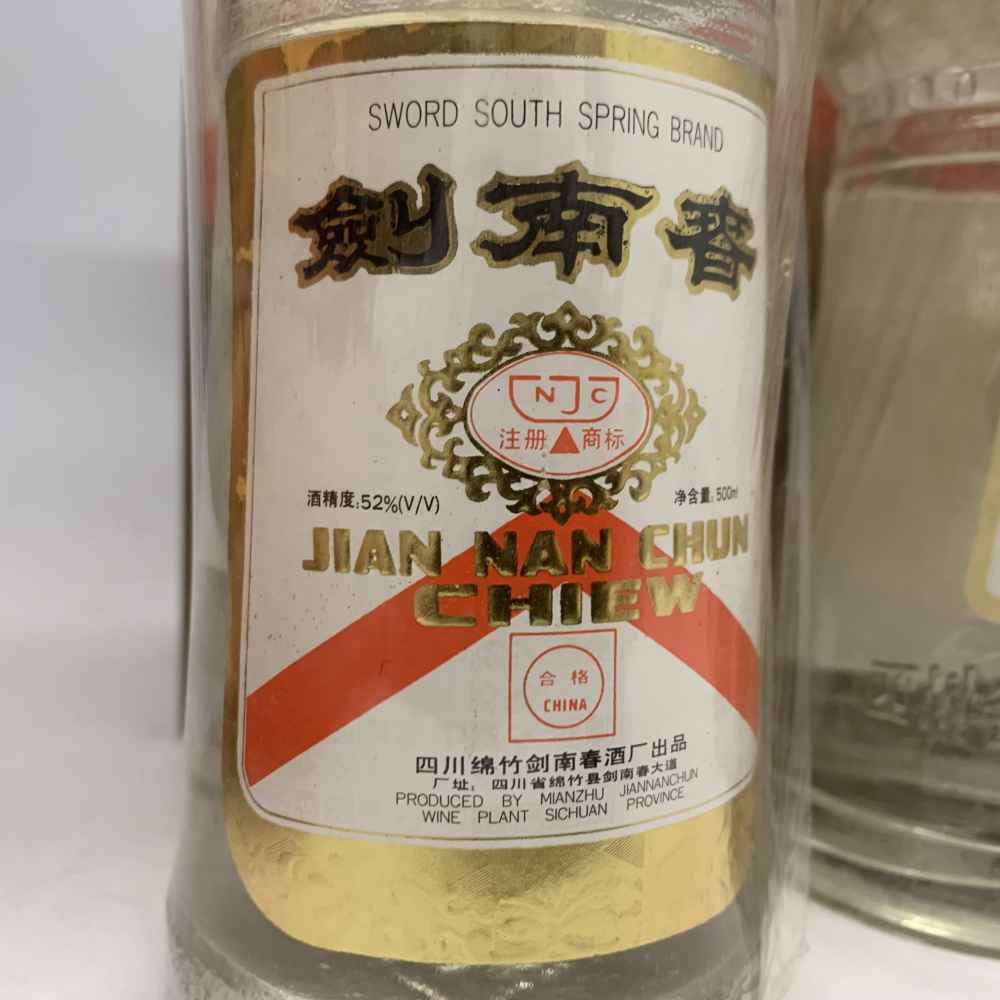 SWORD SOUTH SPRING BRAND
劍南春
NJC
注册 商标
酒精度:52%(V/V)
净含量:500ml
JIAN NAN CHUN
CHIEW
合格
CHINA
四川绵竹剑南春酒厂出品
厂址: 四川省绵竹县剑南春大道
PRODUCED BY MIANZHU JIANNANCHUN
WINE PLANT SICHUAN PROVINCE